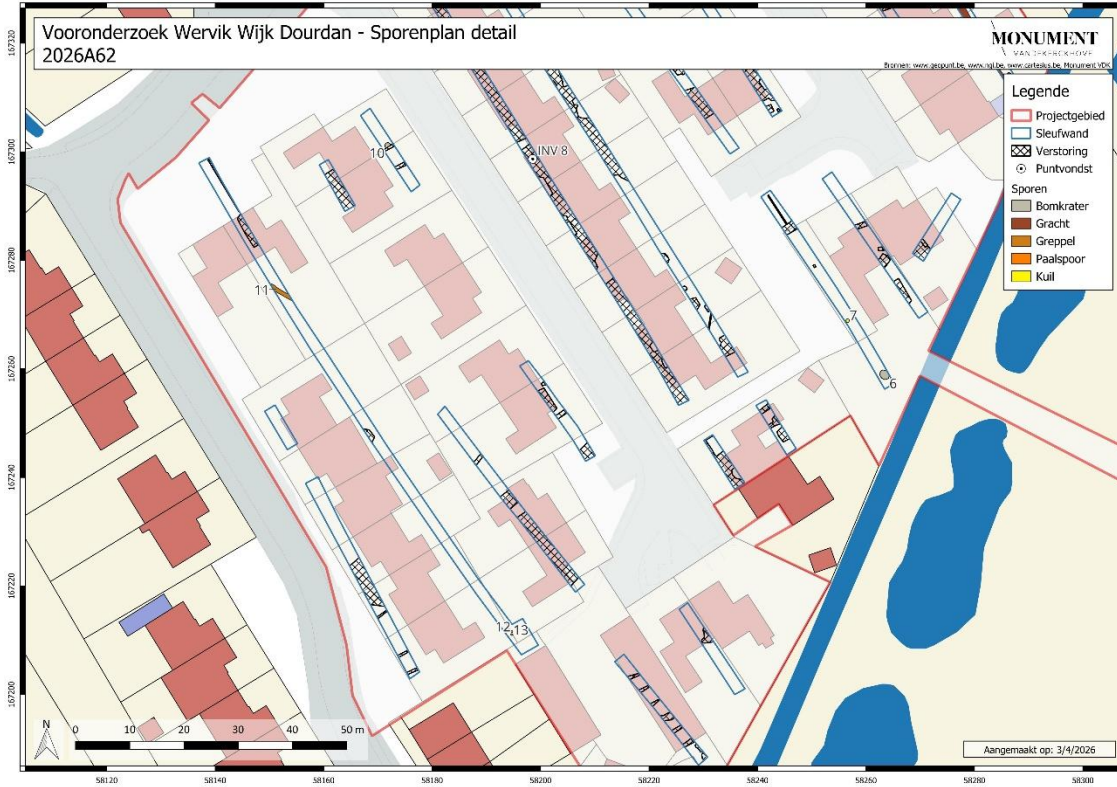 Vooronderzoek Wervik Wijk Dourdan - Sporenplan detail
2026A62
MONUMENT
VANDEKERCKHOVE
Bronnen: www.geopunt.be, www.ngi.be, www.cartesius.be, Monument VDK
Legende
Projectgebied
Sleufwand
Verstoring
Puntvondst
Sporen
Bomkrater
Gracht
Greppel
Paalspoor
Kuil
167320
167300
167280
167260
167240
167220
167200
10
INV 8
11
7
6
12
13
N
0 10 20 30 40 50 m
Aangemaakt op: 3/4/2026
58120 58140 58160 58180 58200 58220 58240 58260 58280 58300